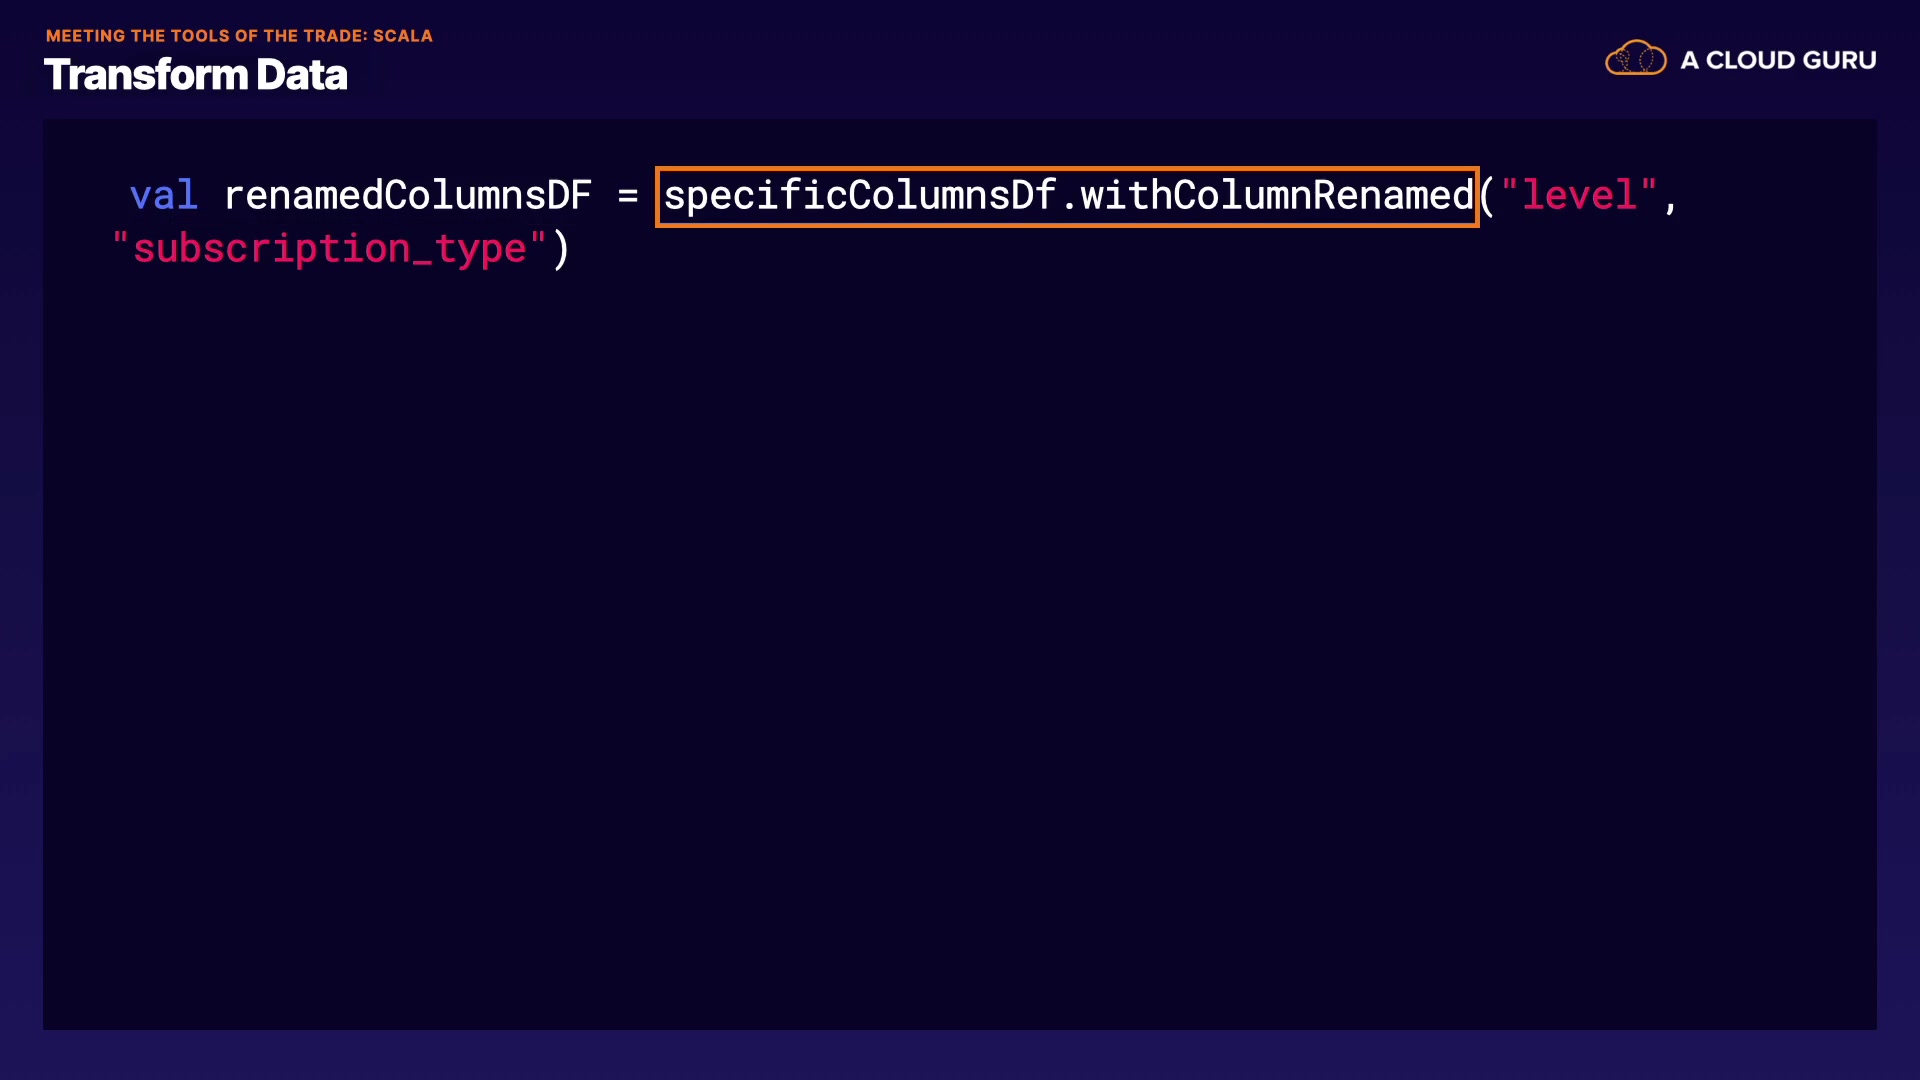 MEETING THE TOOLS OF THE TRADE: SCALA
Transform Data
A CLOUD GURU
val renamedColumnsDF = specificColumnsDf.withColumnRenamed("level",
"subscription_type")